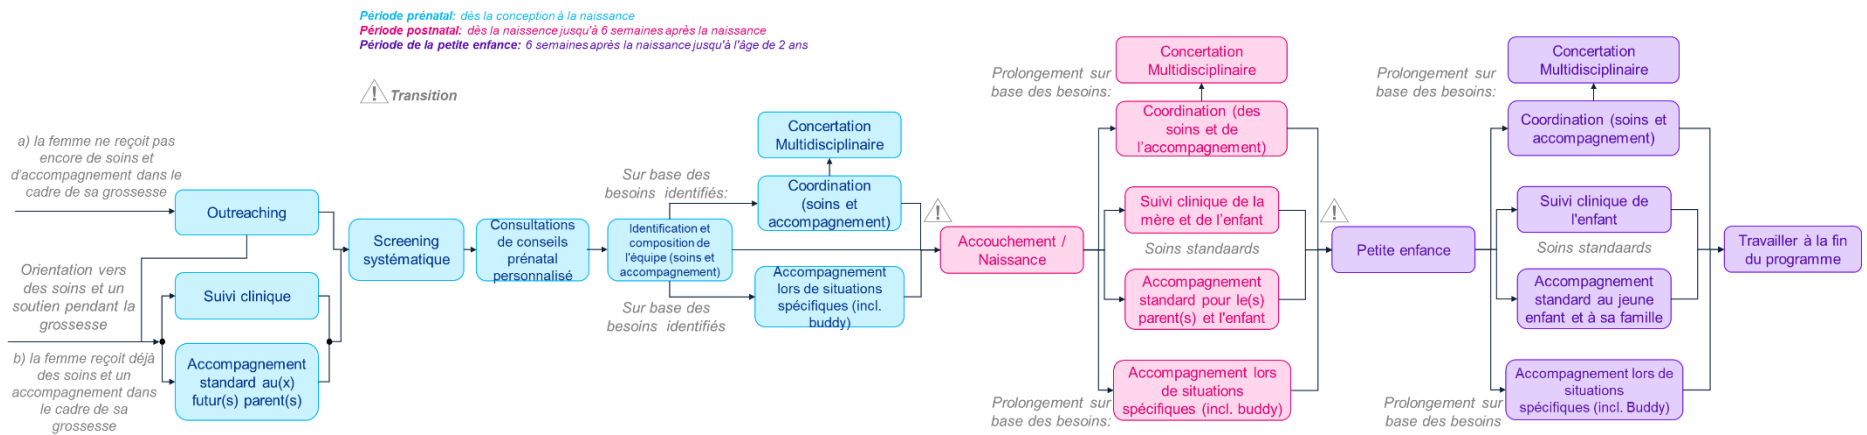 Période prénatal: dès la conception à la naissance
Période postnatal: dès la naissence jusqu'à 6 semaines après la naissance
Période de la petite enfance: 6 semaines après la naissance jusqu'à l'âge de 2 ans
Transition
a) la femme ne reçoit pas
encore de soins et
d'accompagnement dans le
cadre de sa grossesse
Outreaching
Orientation vers
des soins et un
soutien pendant la
grossesse
Suivi clinique
b) la femme reçoit déjà
des soins et un
accompagnement dans
le cadre de sa
grossesse
Accompagnement
standard au(x)
futur(s) parent(s)
Screening
systématique
Consultations
de conseils
prénatal
personnalisé
Identification et
composition de
l'équipe (soins et
accompagnement)
Sur base des
besoins identifiés:
Concertation
Multidisciplinaire
Coordination
(soins et
accompagnement)
Sur base des
besoins identifiés
Accompagnement
lors de situations
spécifiques (incl.
buddy)
Accouchement /
Naissance
Prolongement sur
base des besoins:
Concertation
Multidisciplinaire
Coordination (des
soins et de
l'accompagnement)
Suivi clinique de la
mère et de l'enfant
Soins standaards
Accompagnement
standard pour le(s)
parent(s) et l'enfant
Accompagnement lors
de situations
spécifiques (incl. buddy)
Prolongement sur
base des besoins:
Petite enfance
Prolongement sur
base des besoins:
Concertation
Multidisciplinaire
Coordination (soins et
accompagnement)
Suivi clinique de
l'enfant
Soins standaards
Accompagnement
standard au jeune
enfant et à sa famille
Accompagnement lors de
situations
spécifiques (incl. Buddy)
Prolongement sur
base des besoins
Travailler à la fin
du programme